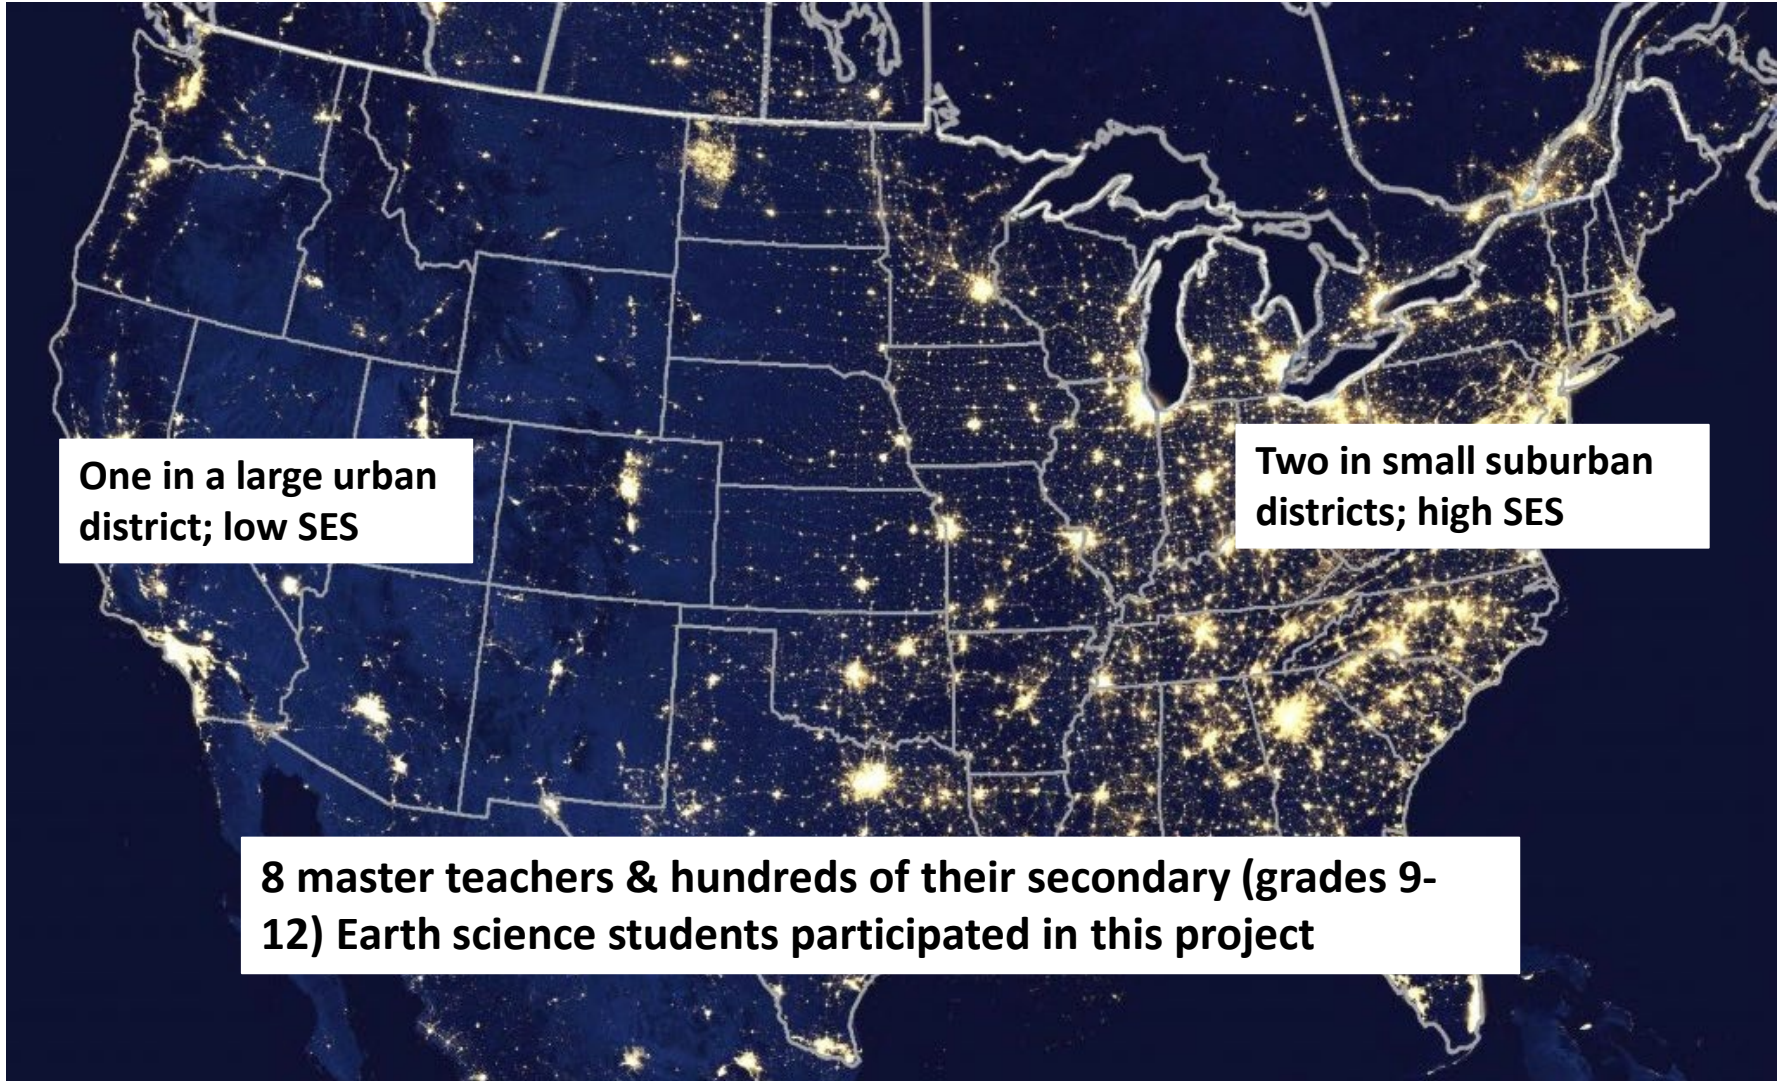 One in a large urban
district; low SES
Two in small suburban
districts; high SES
8 master teachers & hundreds of their secondary (grades 9-
12) Earth science students participated in this project